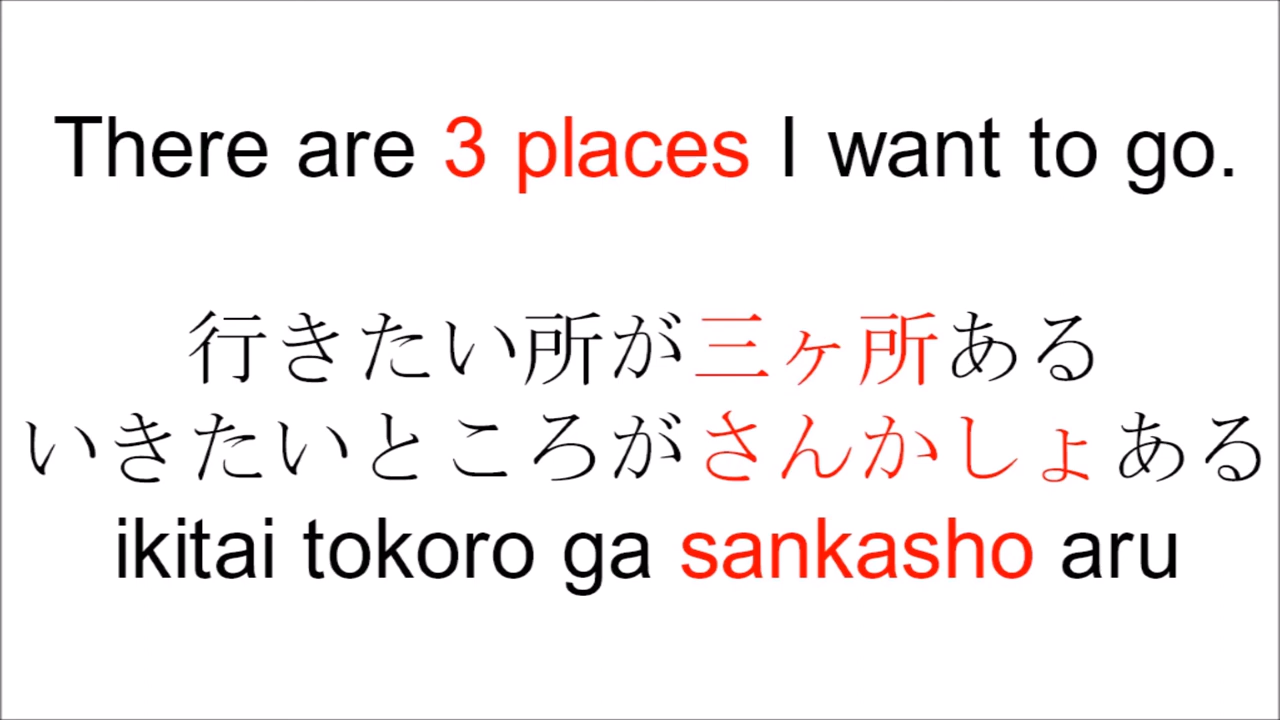 There are 3 places I want to go.
行きたい所が三ヶ所ある
いきたいところがさんかしょある
ikitai tokoro ga sankasho aru